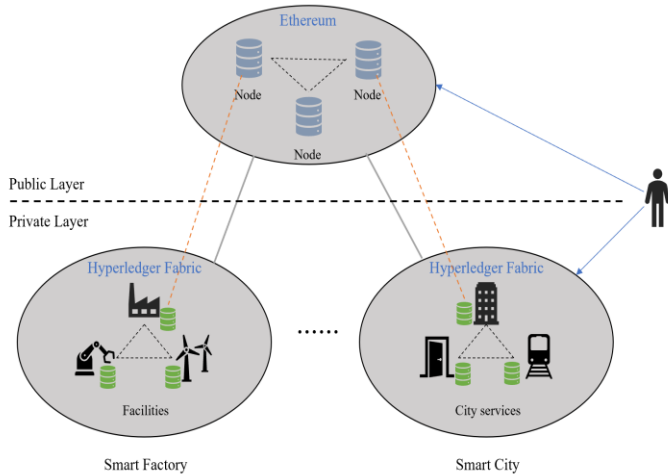 Ethereum
Node
Node
Node
Public Layer
Private Layer
Hyperledger Fabric
Hyperledger Fabric
......
Facilities
City services
Smart Factory
Smart City